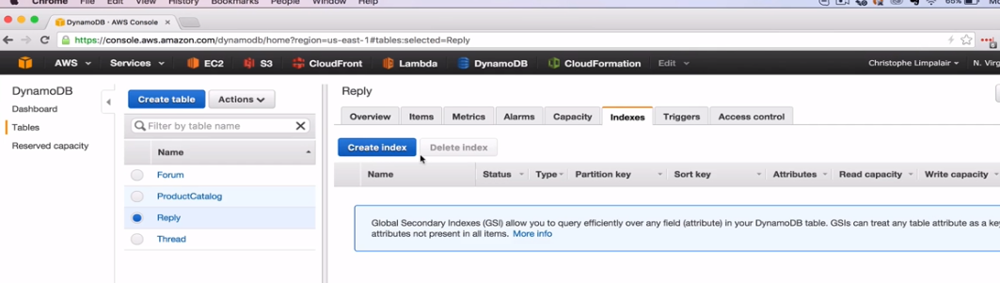 Chrome File Edit View History Bookmarks People Window Help
65%
DynamoDB · AWS Console
https://console.aws.amazon.com/dynamodb/home?region=us-east-1#tables:selected=Reply
AWS Services EC2 S3 CloudFront Lambda DynamoDB CloudFormation Edit Christophe Limpalair N. Virg
DynamoDB
Dashboard
Tables
Reserved capacity
Create table Actions
Filter by table name
Name
Forum
ProductCatalog
Reply
Thread
Reply
Overview Items Metrics Alarms Capacity Indexes Triggers Access control
Create index Delete index
Name Status Type Partition key Sort key Attributes Read capacity Write capacity
Global Secondary Indexes (GSI) allow you to query efficiently over any field (attribute) in your DynamoDB table. GSIs can treat any table attribute as a key
attributes not present in all items. More info